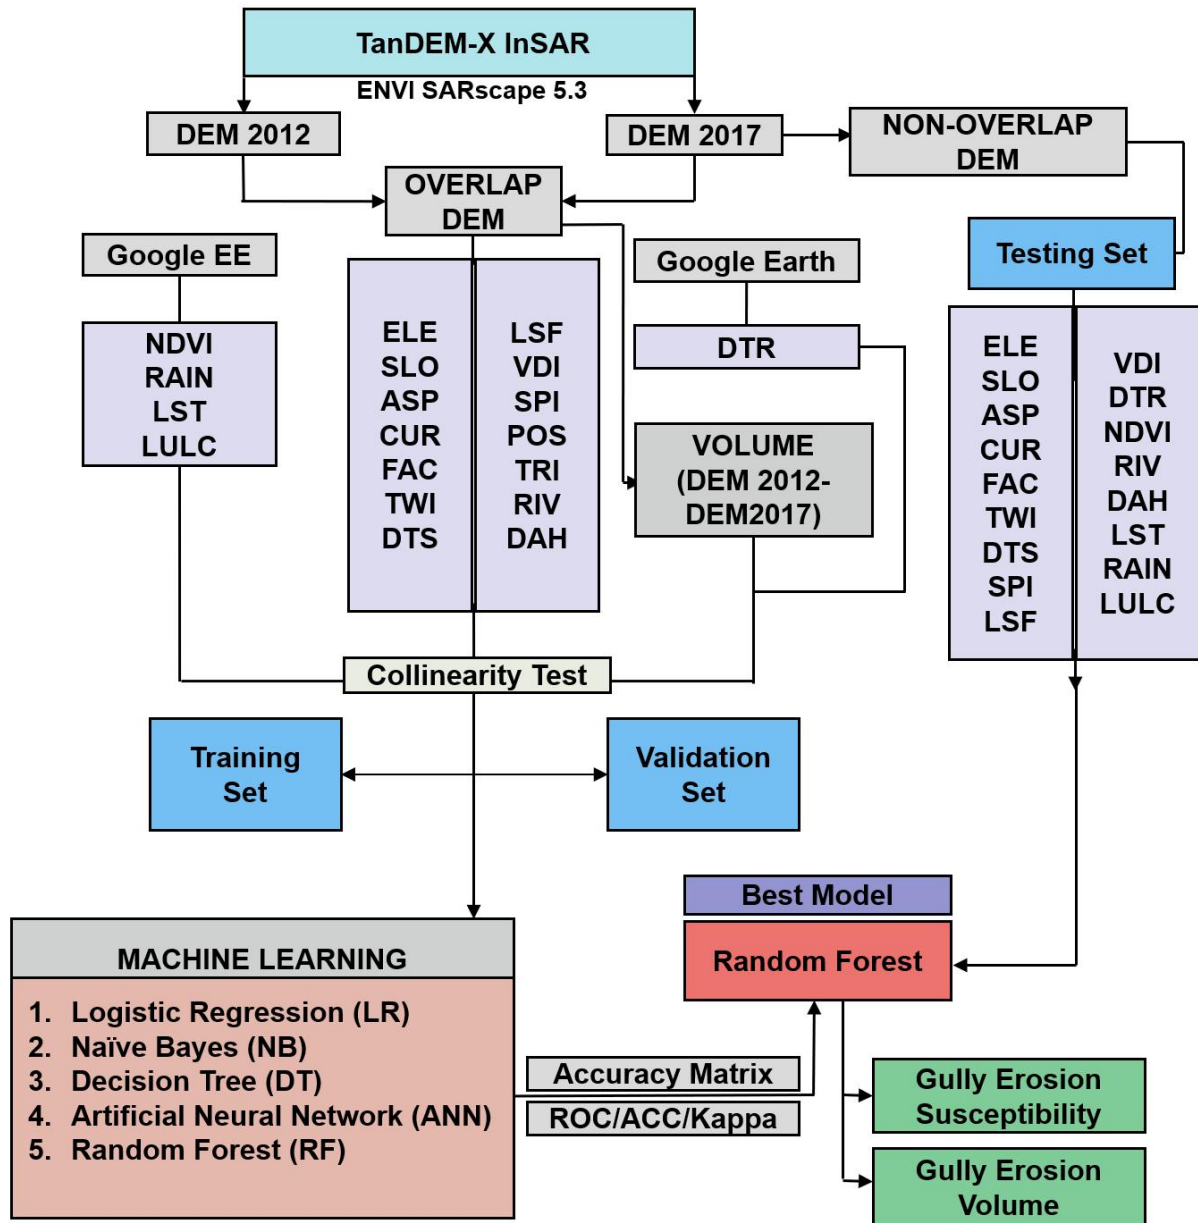 TanDEM-X InSAR
ENVI SARscape 5.3
DEM 2012
DEM 2017
NON-OVERLAP
DEM
OVERLAP
DEM
Google EE
NDVI
RAIN
LST
LULC
ELE
SLO
ASP
CUR
FAC
TWI
DTS
LSF
VDI
SPI
POS
TRI
RIV
DAH
Google Earth
DTR
VOLUME
(DEM 2012-
DEM2017)
Testing Set
ELE
SLO
ASP
CUR
FAC
TWI
DTS
SPI
LSF
VDI
DTR
NDVI
RIV
DAH
LST
RAIN
LULC
Collinearity Test
Training
Set
Validation
Set
MACHINE LEARNING
1. Logistic Regression (LR)
2. Naïve Bayes (NB)
3. Decision Tree (DT)
4. Artificial Neural Network (ANN)
5. Random Forest (RF)
Accuracy Matrix
ROC/ACC/Kappa
Best Model
Random Forest
Gully Erosion
Susceptibility
Gully Erosion
Volume